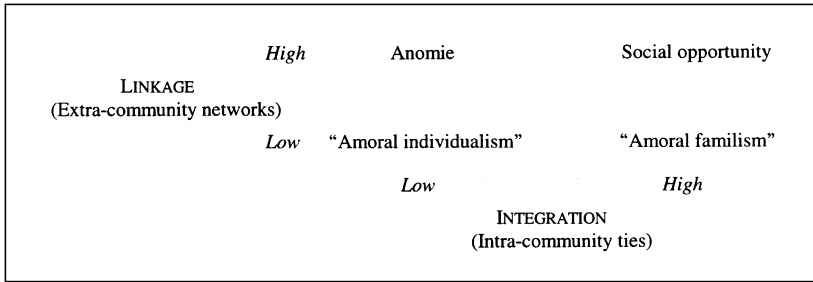 High Anomie Social opportunity
LINKAGE
(Extra-community networks)
Low “Amoral individualism” “Amoral familism”
Low High
INTEGRATION
(Intra-community ties)